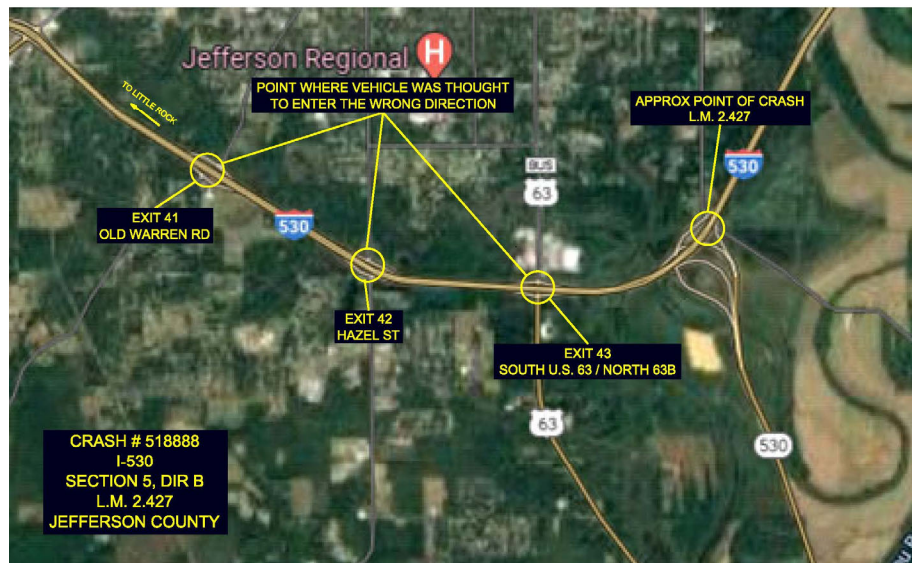 Jefferson Regional H
POINT WHERE VEHICLE WAS THOUGHT
TO ENTER THE WRONG DIRECTION
TO LITTLE ROCK
APPROX POINT OF CRASH
L.M. 2.427
530
BUS
63
EXIT 41
OLD WARREN RD
530
EXIT 42
HAZEL ST
EXIT 43
SOUTH U.S. 63 / NORTH 63B
63
530
CRASH # 518888
I-530
SECTION 5, DIR B
L.M. 2.427
JEFFERSON COUNTY